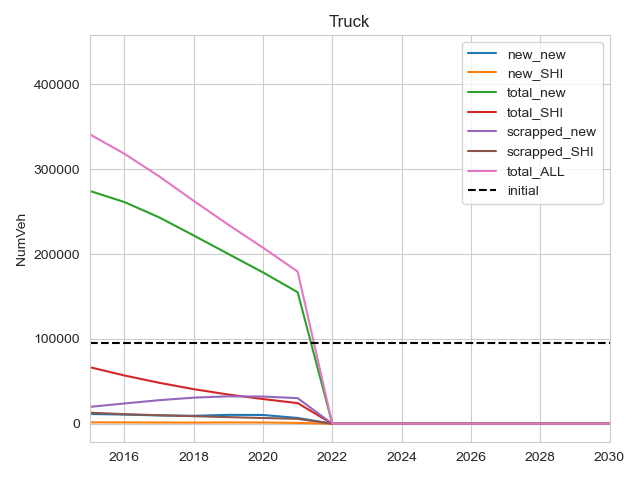 Truck
new_new
new_SHI
total_new
total_SHI
scrapped_new
scrapped_SHI
total_ALL
initial
NumVeh
400000
300000
200000
100000
0
2016 2018 2020 2022 2024 2026 2028 2030